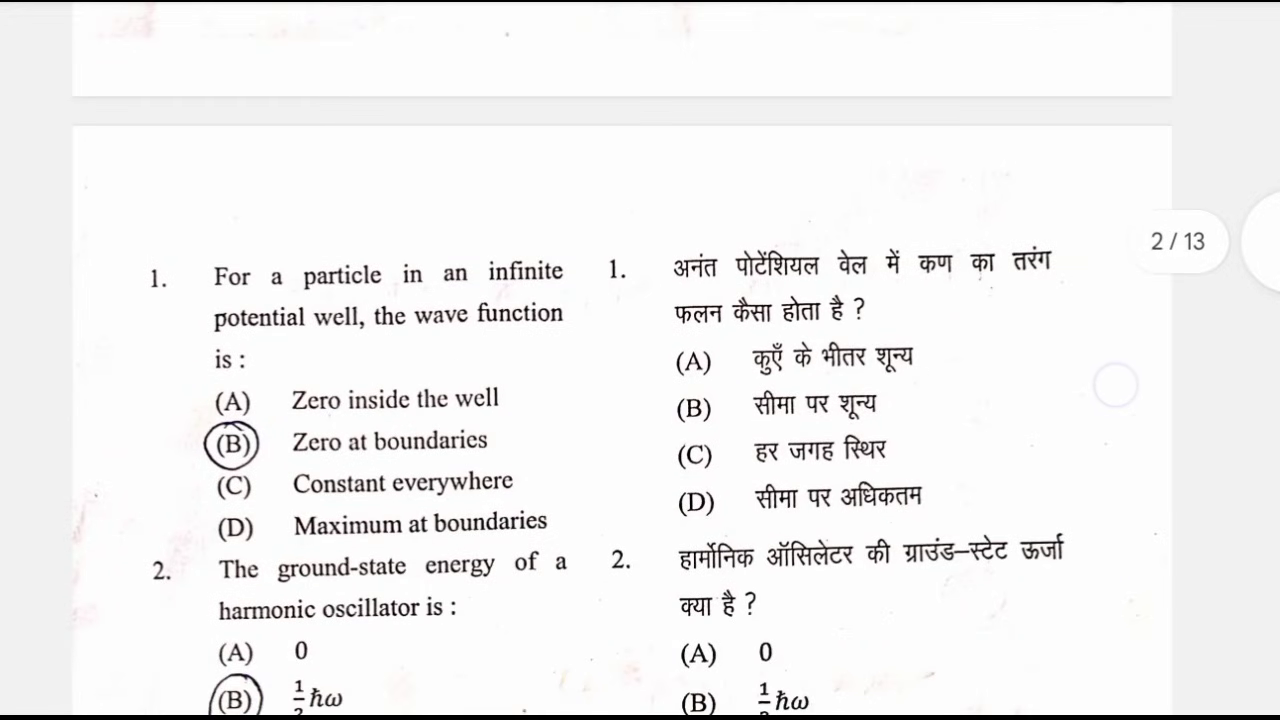 2 / 13
1. For a particle in an infinite
potential well, the wave function
is :
(A) Zero inside the well
(B) Zero at boundaries
(C) Constant everywhere
(D) Maximum at boundaries
2. The ground-state energy of a
harmonic oscillator is :
(A) 0
(B) ½ℏω
1. अनंत पोटेंशियल वेल में कण का तरंग
फलन कैसा होता है ?
(A) कुएँ के भीतर शून्य
(B) सीमा पर शून्य
(C) हर जगह स्थिर
(D) सीमा पर अधिकतम
2. हार्मोनिक ऑसिलेटर की ग्राउंड–स्टेट ऊर्जा
क्या है ?
(A) 0
(B) ½ℏω